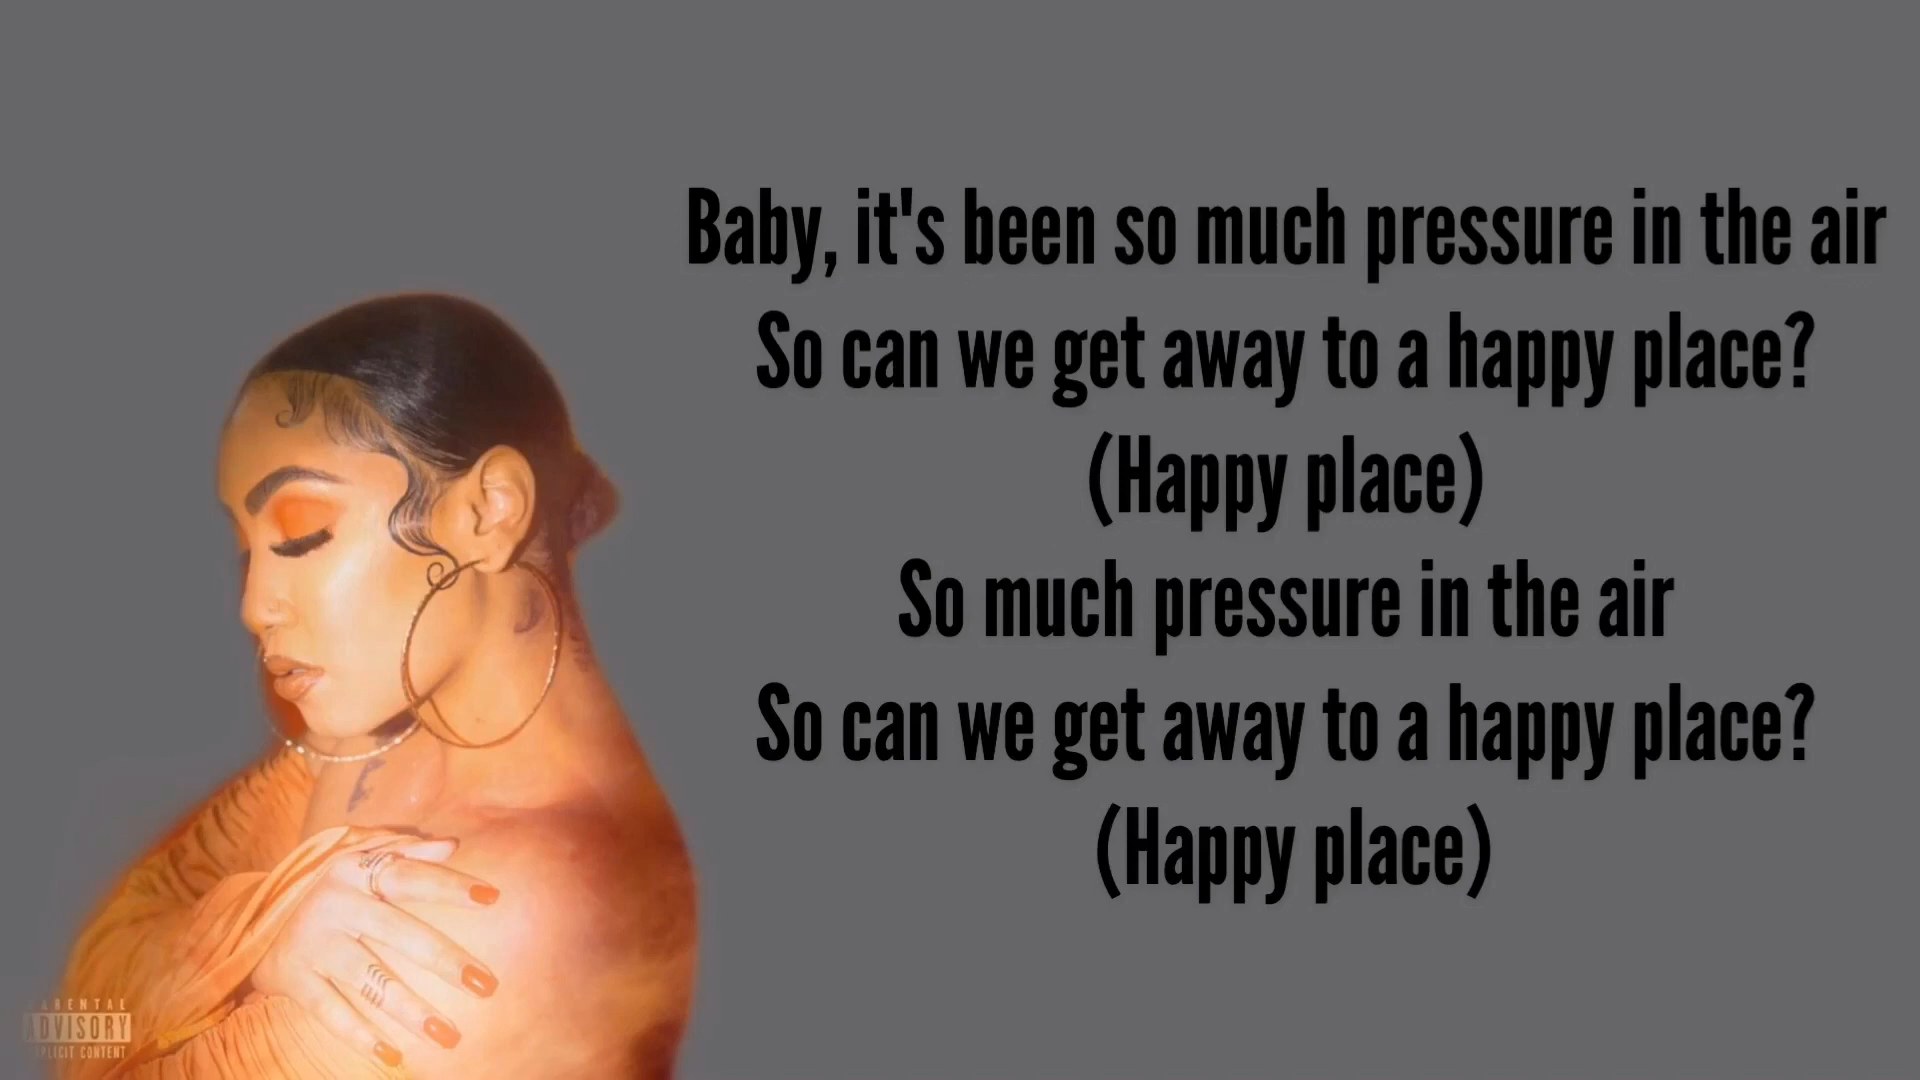 Baby, it's been so much pressure in the air
So can we get away to a happy place?
(Happy place)
So much pressure in the air
So can we get away to a happy place?
(Happy place)
PARENTAL
ADVISORY
EXPLICIT CONTENT